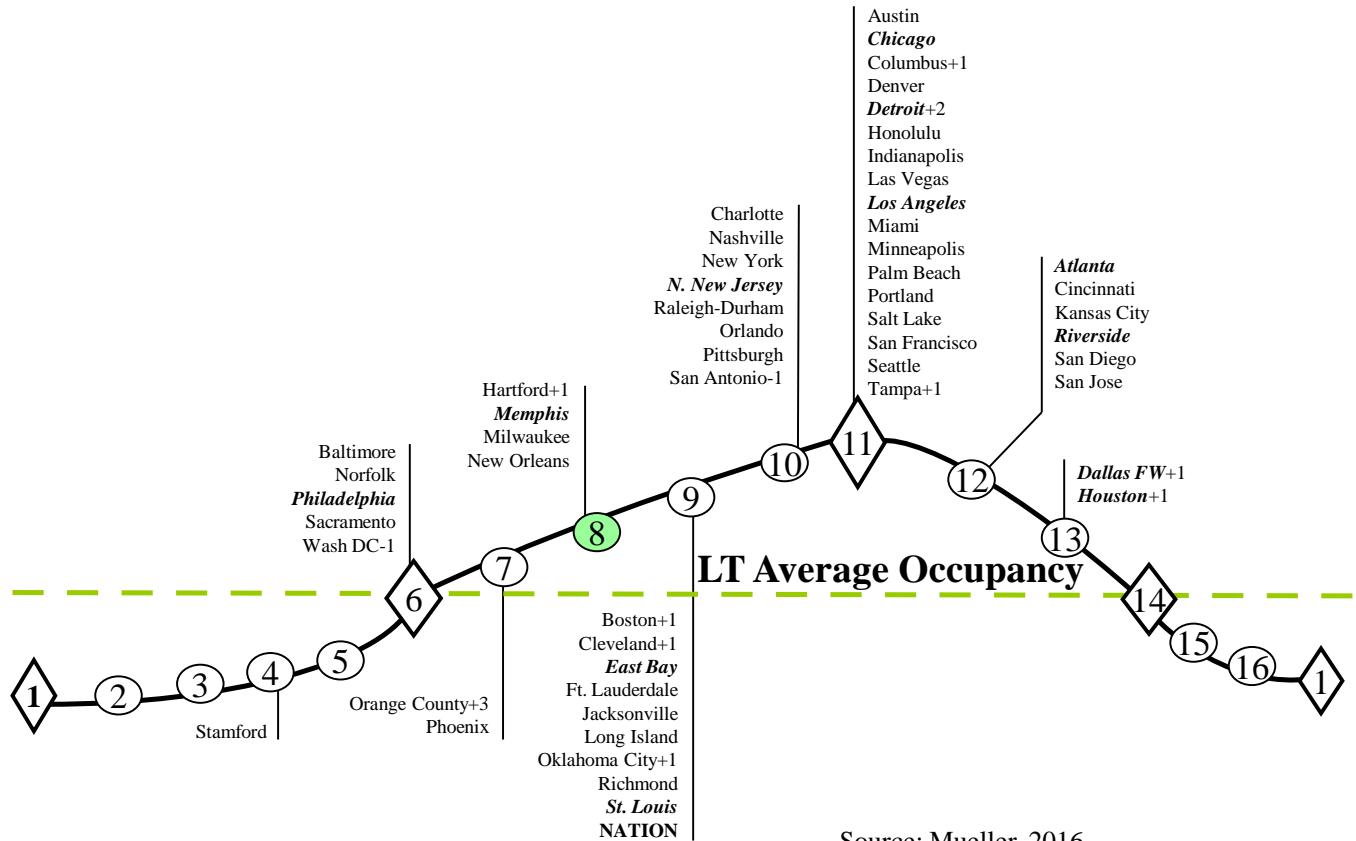 Austin
Chicago
Columbus+1
Denver
Detroit+2
Honolulu
Indianapolis
Las Vegas
Los Angeles
Miami
Minneapolis
Palm Beach
Portland
Salt Lake
San Francisco
Seattle
Tampa+1
Charlotte
Nashville
New York
N. New Jersey
Raleigh-Durham
Orlando
Pittsburgh
San Antonio-1
Atlanta
Cincinnati
Kansas City
Riverside
San Diego
San Jose
Hartford+1
Memphis
Milwaukee
New Orleans
Baltimore
Norfolk
Philadelphia
Sacramento
Wash DC-1
Dallas FW+1
Houston+1
LT Average Occupancy
1
2
3
4
5
6
7
8
9
10
11
12
13
14
15
16
1
Stamford
Orange County+3
Phoenix
Boston+1
Cleveland+1
East Bay
Ft. Lauderdale
Jacksonville
Long Island
Oklahoma City+1
Richmond
St. Louis
NATION
Source: Mueller, 2016